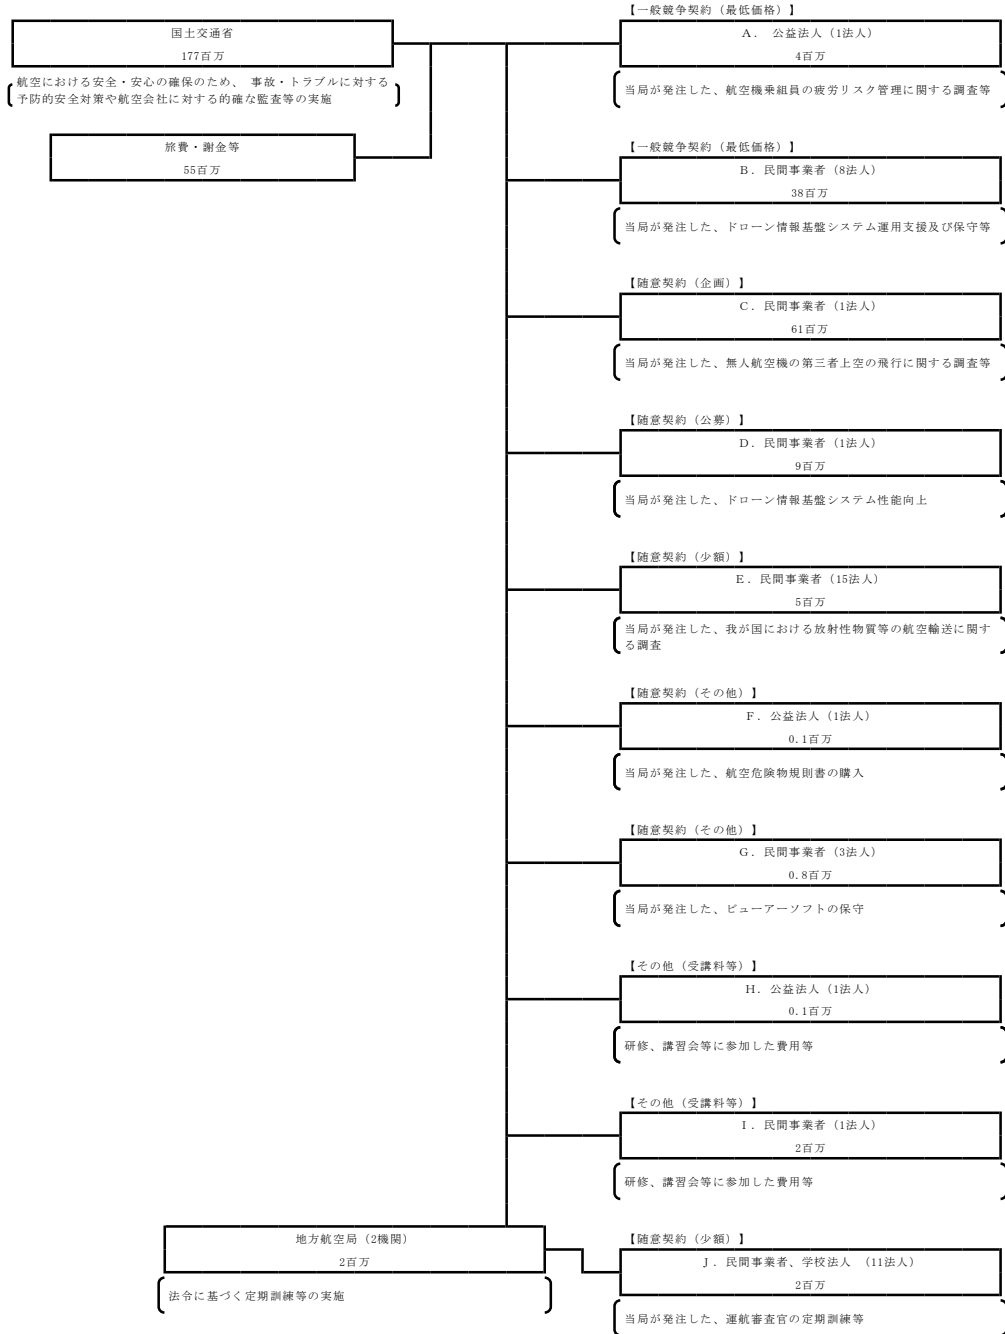 国土交通省
177百万
航空における安全・安心の確保のため、 事故・トラブルに対する
予防的安全対策や航空会社に対する的確な監査等の実施
旅費・謝金等
55百万
【一般競争契約（最低価格）】
A． 公益法人（1法人）
4百万
当局が発注した、航空機乗組員の疲労リスク管理に関する調査等
【一般競争契約（最低価格）】
B．民間事業者（8法人）
38百万
当局が発注した、ドローン情報基盤システム運用支援及び保守等
【随意契約（企画）】
C．民間事業者（1法人）
61百万
当局が発注した、無人航空機の第三者上空の飛行に関する調査等
【随意契約（公募）】
D．民間事業者（1法人）
9百万
当局が発注した、ドローン情報基盤システム性能向上
【随意契約（少額）】
E．民間事業者（15法人）
5百万
当局が発注した、我が国における放射性物質等の航空輸送に関す
る調査
【随意契約（その他）】
F．公益法人（1法人）
0.1百万
当局が発注した、航空危険物規則書の購入
【随意契約（その他）】
G．民間事業者（3法人）
0.8百万
当局が発注した、ビューアーソフトの保守
【その他（受講料等）】
H．公益法人（1法人）
0.1百万
研修、講習会等に参加した費用等
【その他（受講料等）】
I．民間事業者（1法人）
2百万
研修、講習会等に参加した費用等
地方航空局（2機関）
2百万
法令に基づく定期訓練等の実施
【随意契約（少額）】
J．民間事業者、学校法人 （11法人）
2百万
当局が発注した、運航審査官の定期訓練等